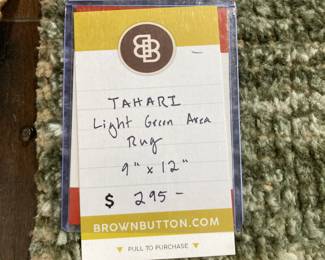 BB
TAHARI
Light Green Area
Rug
9" x 12"
$ 295 -
BROWNBUTTON.COM
PULL TO PURCHASE